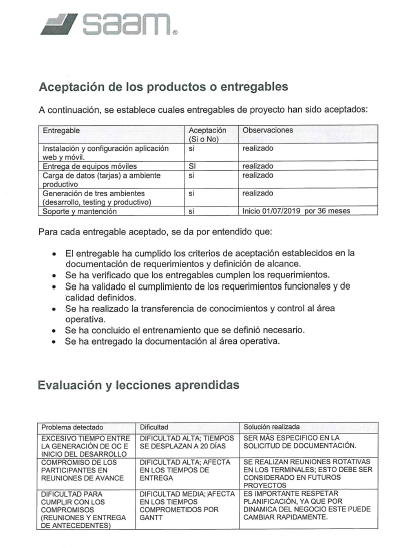 saam®
Aceptación de los productos o entregables
A continuación, se establece cuales entregables de proyecto han sido aceptados:
Entregable Aceptación (Si o No) Observaciones
Instalación y configuración aplicación web y móvil. si realizado
Entrega de equipos móviles SI realizado
Carga de datos (tarjas) a ambiente productivo si realizado
Generación de tres ambientes (desarrollo, testing y productivo) si realizado
Soporte y mantención si Inicio 01/07/2019 por 36 meses
Para cada entregable aceptado, se da por entendido que:
• El entregable ha cumplido los criterios de aceptación establecidos en la
documentación de requerimientos y definición de alcance.
• Se ha verificado que los entregables cumplen los requerimientos.
• Se ha validado el cumplimiento de los requerimientos funcionales y de
calidad definidos.
• Se ha realizado la transferencia de conocimientos y control al área
operativa.
• Se ha concluido el entrenamiento que se definió necesario.
• Se ha entregado la documentación al área operativa.
Evaluación y lecciones aprendidas
Problema detectado Dificultad Solución realizada
EXCESIVO TIEMPO ENTRE LA GENERACIÓN DE OC E INICIO DEL DESARROLLO DIFICULTAD ALTA; TIEMPOS SE DESPLAZAN A 20 DÍAS SER MÁS ESPECIFICO EN LA SOLICITUD DE DOCUMENTACIÓN.
COMPROMISO DE LOS PARTICIPANTES EN REUNIONES DE AVANCE DIFICULTAD ALTA; AFECTA EN LOS TIEMPOS DE ENTREGA SE REALIZAN REUNIONES ROTATIVAS EN LOS TERMINALES; ESTO DEBE SER CONSIDERADO EN FUTUROS PROYECTOS
DIFICULTAD PARA CUMPLIR CON LOS COMPROMISOS (REUNIONES Y ENTREGA DE ANTECEDENTES) DIFICULTAD MEDIA; AFECTA EN LOS TIEMPOS COMPROMETIDOS POR GANTT ES IMPORTANTE RESPETAR PLANIFICACIÓN, YA QUE POR DINAMICA DEL NEGOCIO ESTE PUEDE CAMBIAR RAPIDAMENTE.